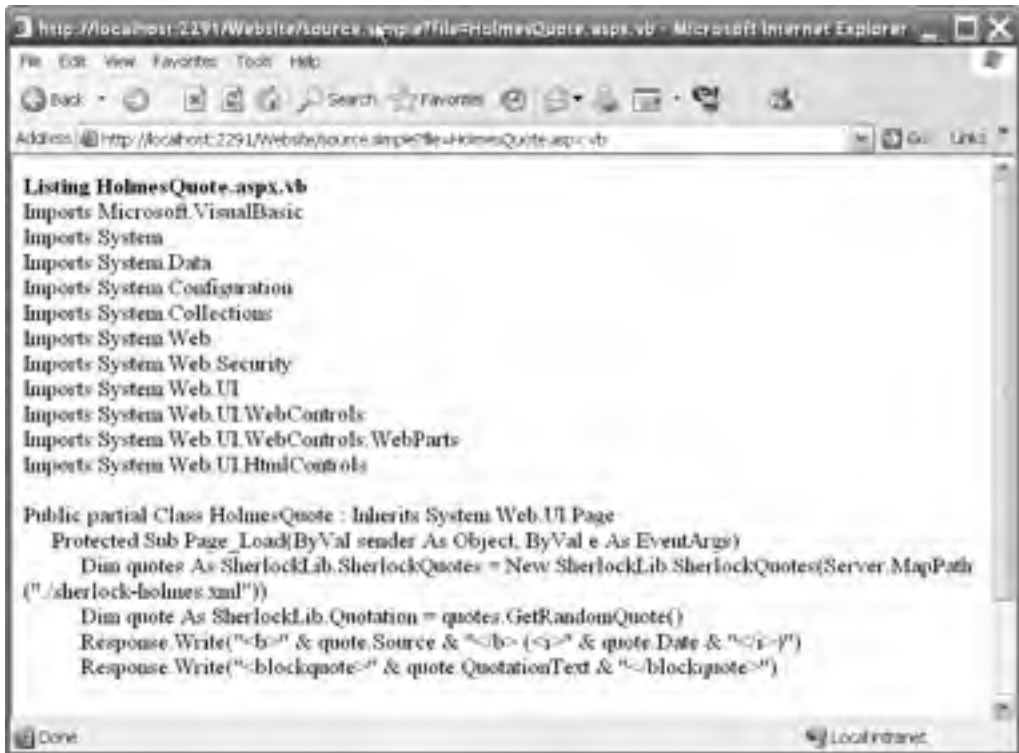 http://localhost:2291/Website/source.simple?file=HolmesQuote.aspx.vb - Microsoft Internet Explorer
File Edit View Favorites Tools Help
Back Search Favorites
Address http://localhost:2291/Website/source.simple?file=HolmesQuote.aspx.vb Go Links
Listing HolmesQuote.aspx.vb
Imports Microsoft.VisualBasic
Imports System
Imports System.Data
Imports System.Configuration
Imports System.Collections
Imports System.Web
Imports System.Web.Security
Imports System.Web.UI
Imports System.Web.UI.WebControls
Imports System.Web.UI.WebControls.WebParts
Imports System.Web.UI.HtmlControls
Public partial Class HolmesQuote : Inherits System.Web.UI.Page
Protected Sub Page_Load(ByVal sender As Object, ByVal e As EventArgs)
Dim quotes As SherlockLib.SherlockQuotes = New SherlockLib.SherlockQuotes(Server.MapPath
("./sherlock-holmes.xml"))
Dim quote As SherlockLib.Quotation = quotes.GetRandomQuote()
Response.Write("<b>" & quote.Source & "</b> (<i>" & quote.Date & "</i>)")
Response.Write("<blockquote>" & quote.QuotationText & "</blockquote>")
Done Local intranet